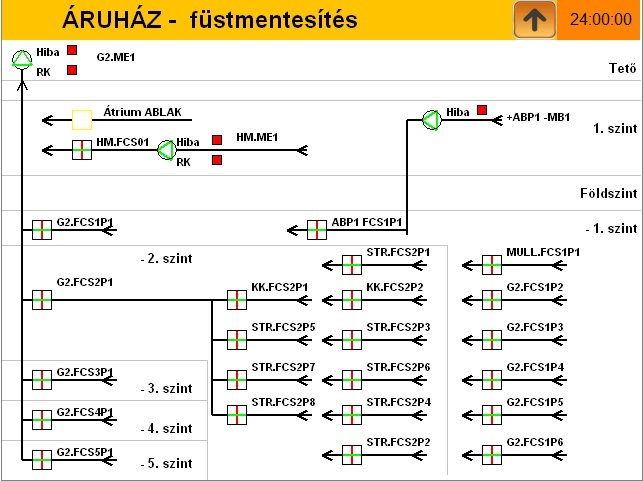 ÁRUHÁZ - füstmentesítés
24:00:00
Hiba
G2.ME1
RK
Tető
Átrium ABLAK
Hiba
+ABP1 -MB1
1. szint
HM.FCS01
Hiba
HM.ME1
RK
Földszint
G2.FCS1P1
ABP1 FCS1P1
- 1. szint
- 2. szint
STR.FCS2P1
MULL.FCS1P1
G2.FCS2P1
KK.FCS2P1
KK.FCS2P2
G2.FCS1P2
STR.FCS2P5
STR.FCS2P3
G2.FCS1P3
G2.FCS3P1
- 3. szint
STR.FCS2P7
STR.FCS2P6
G2.FCS1P4
G2.FCS4P1
- 4. szint
STR.FCS2P8
STR.FCS2P4
G2.FCS1P5
G2.FCS5P1
- 5. szint
STR.FCS2P2
G2.FCS1P6